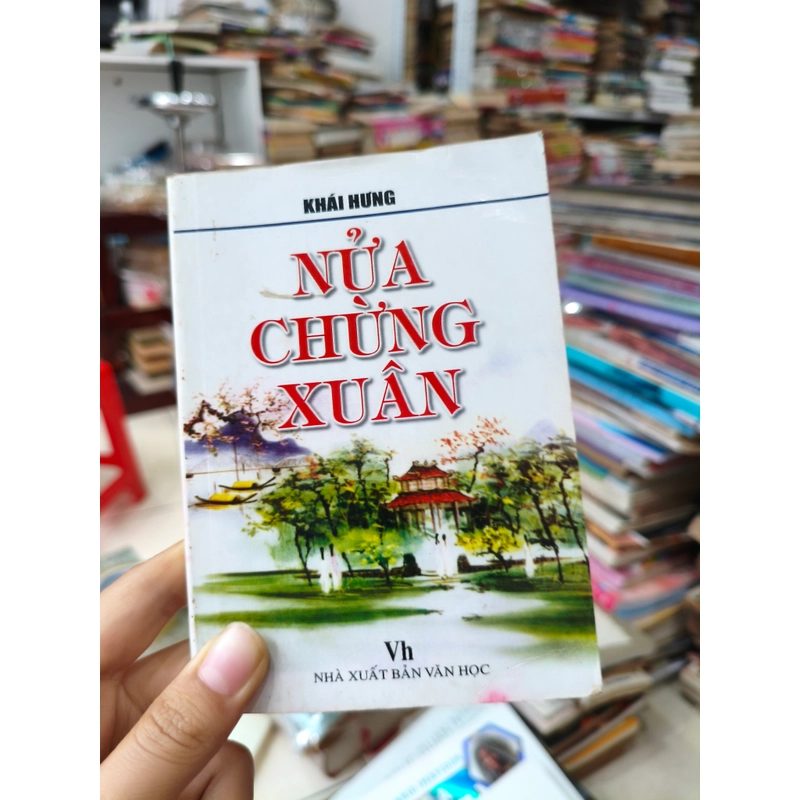 KHÁI HƯNG
NỬA
CHỪNG
XUÂN
Vh
NHÀ XUẤT BẢN VĂN HỌC